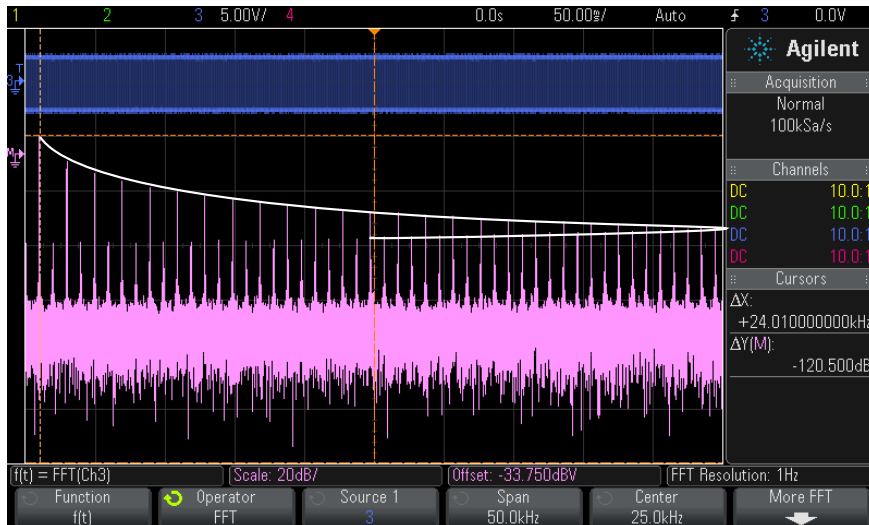 1 2 3 5.00V/ 4 0.0s 50.00㎳/ Auto 3 0.0V
Agilent
Acquisition
Normal
100kSa/s
Channels
DC 10.0:1
DC 10.0:1
DC 10.0:1
DC 10.0:1
Cursors
ΔX:
+24.010000000kHz
ΔY(M):
-120.500dB
T
3
M
f(t) = FFT(Ch3) Scale: 20dB/ Offset: -33.750dBV FFT Resolution: 1Hz
Function Operator Source 1 Span Center More FFT
f(t) FFT 3 50.0kHz 25.0kHz